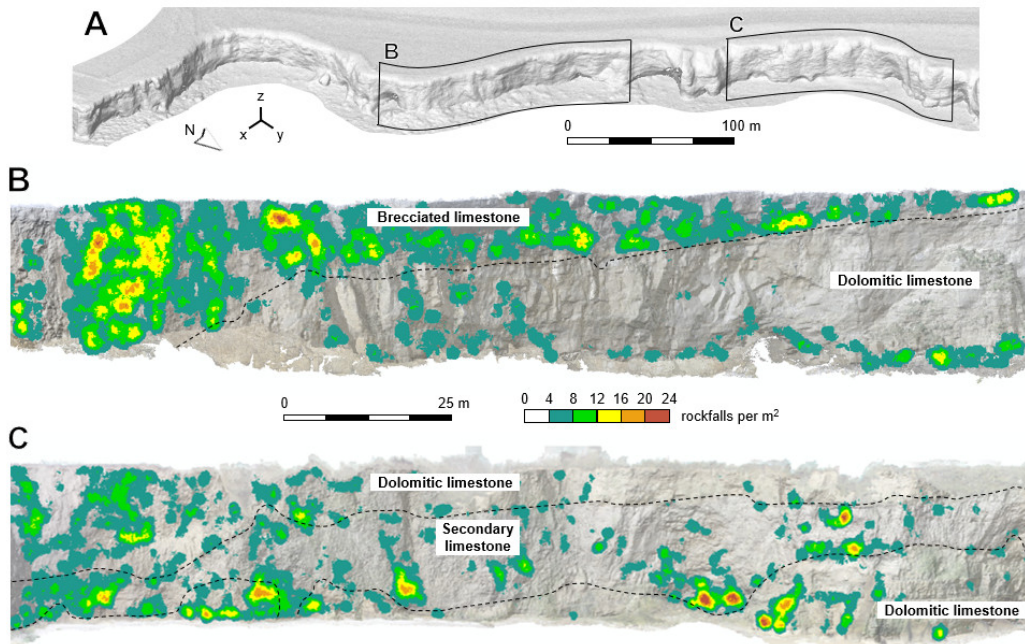 A
B
C
z
x
y
N
0 100 m
B
Brecciated limestone
Dolomitic limestone
0 25 m
0 4 8 12 16 20 24
rockfalls per m²
C
Dolomitic limestone
Secondary
limestone
Dolomitic limestone